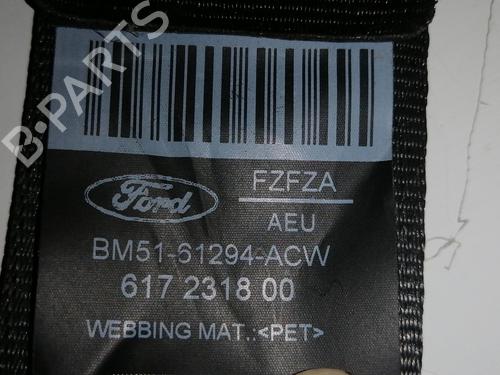 B-PARTS
Ford
FZFZA
AEU
BM51-61294-ACW
617 2318 00
WEBBING MAT.:<PET>